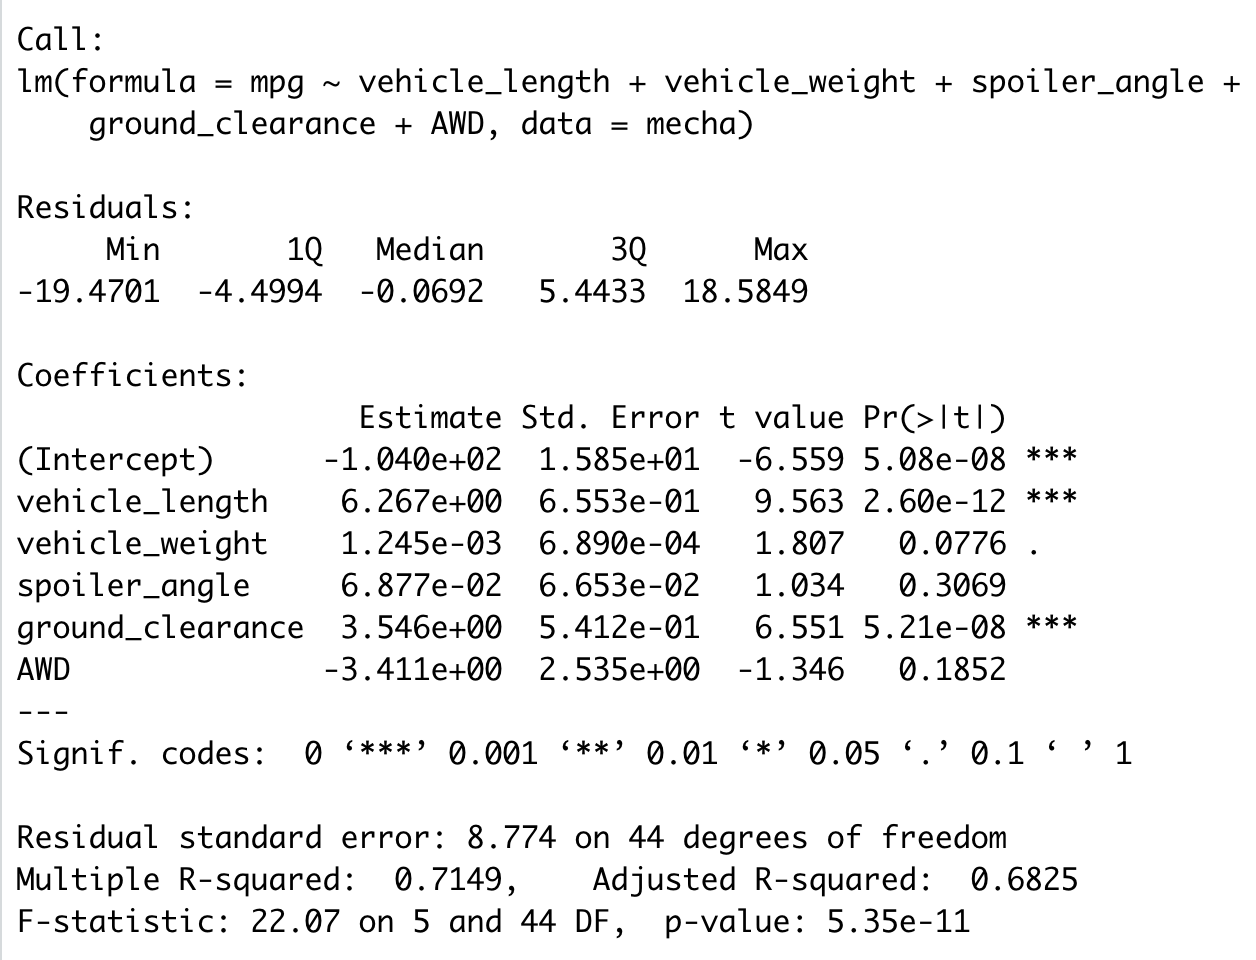 Call:
lm(formula = mpg ~ vehicle_length + vehicle_weight + spoiler_angle +
    ground_clearance + AWD, data = mecha)

Residuals:
     Min       1Q   Median       3Q      Max
-19.4701  -4.4994  -0.0692   5.4433  18.5849

Coefficients:
                   Estimate Std. Error t value Pr(>|t|)
(Intercept)      -1.040e+02  1.585e+01  -6.559 5.08e-08 ***
vehicle_length    6.267e+00  6.553e-01   9.563 2.60e-12 ***
vehicle_weight    1.245e-03  6.890e-04   1.807   0.0776 .
spoiler_angle     6.877e-02  6.653e-02   1.034   0.3069
ground_clearance  3.546e+00  5.412e-01   6.551 5.21e-08 ***
AWD              -3.411e+00  2.535e+00  -1.346   0.1852
---
Signif. codes:  0 ‘***’ 0.001 ‘**’ 0.01 ‘*’ 0.05 ‘.’ 0.1 ‘ ’ 1

Residual standard error: 8.774 on 44 degrees of freedom
Multiple R-squared:  0.7149,	Adjusted R-squared:  0.6825
F-statistic: 22.07 on 5 and 44 DF,  p-value: 5.35e-11